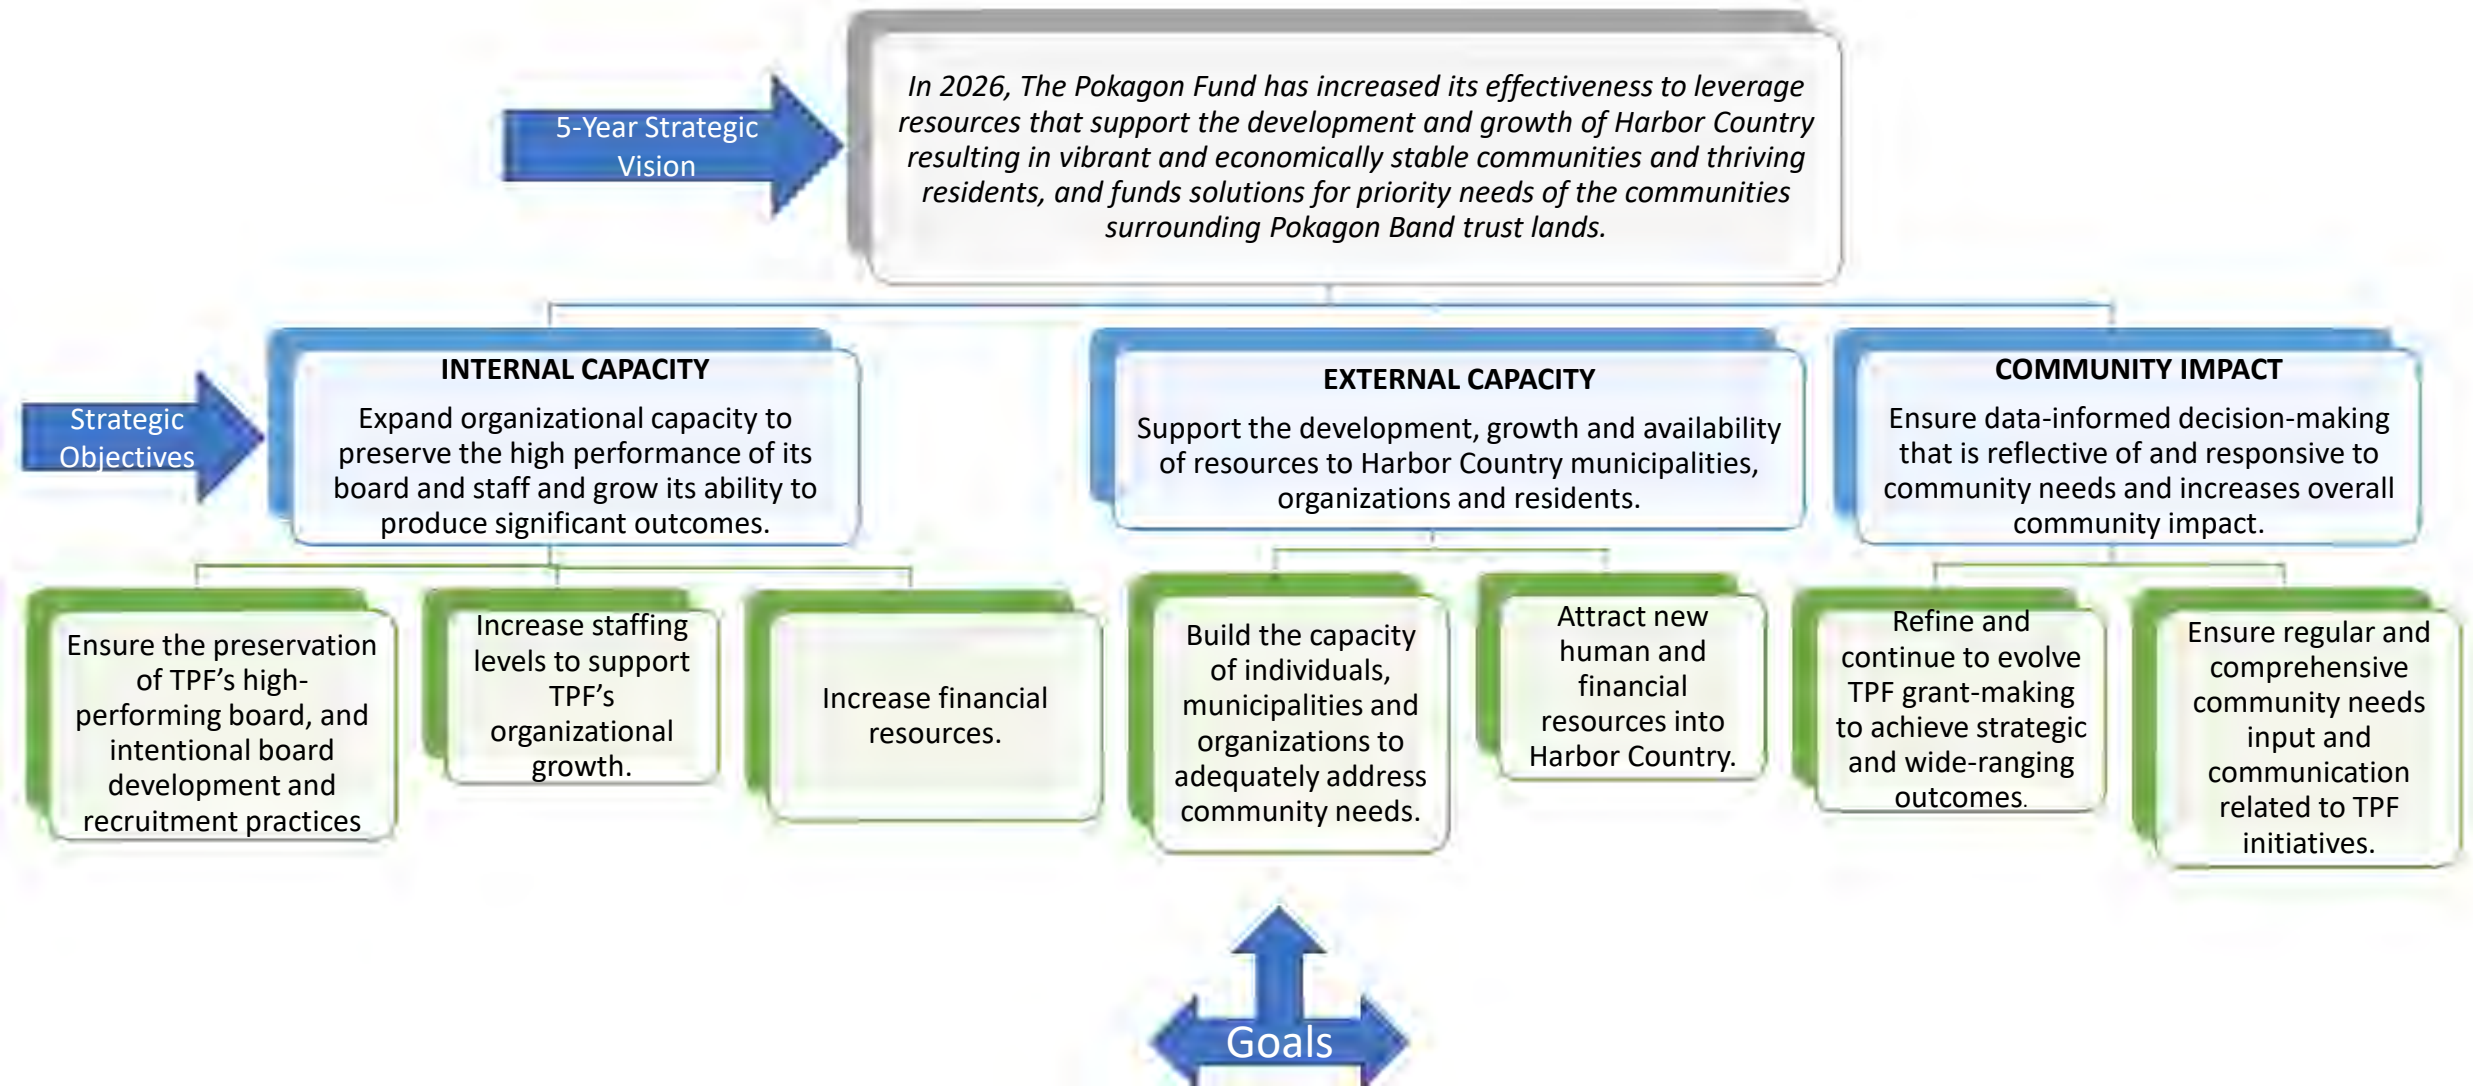 5-Year Strategic
Vision
In 2026, The Pokagon Fund has increased its effectiveness to leverage
resources that support the development and growth of Harbor Country
resulting in vibrant and economically stable communities and thriving
residents, and funds solutions for priority needs of the communities
surrounding Pokagon Band trust lands.
Strategic
Objectives
INTERNAL CAPACITY
Expand organizational capacity to
preserve the high performance of its
board and staff and grow its ability to
produce significant outcomes.
EXTERNAL CAPACITY
Support the development, growth and availability
of resources to Harbor Country municipalities,
organizations and residents.
COMMUNITY IMPACT
Ensure data-informed decision-making
that is reflective of and responsive to
community needs and increases overall
community impact.
Ensure the preservation
of TPF’s high-
performing board, and
intentional board
development and
recruitment practices
Increase staffing
levels to support
TPF’s
organizational
growth.
Increase financial
resources.
Build the capacity
of individuals,
municipalities and
organizations to
adequately address
community needs.
Attract new
human and
financial
resources into
Harbor Country.
Refine and
continue to evolve
TPF grant-making
to achieve strategic
and wide-ranging
outcomes.
Ensure regular and
comprehensive
community needs
input and
communication
related to TPF
initiatives.
Goals